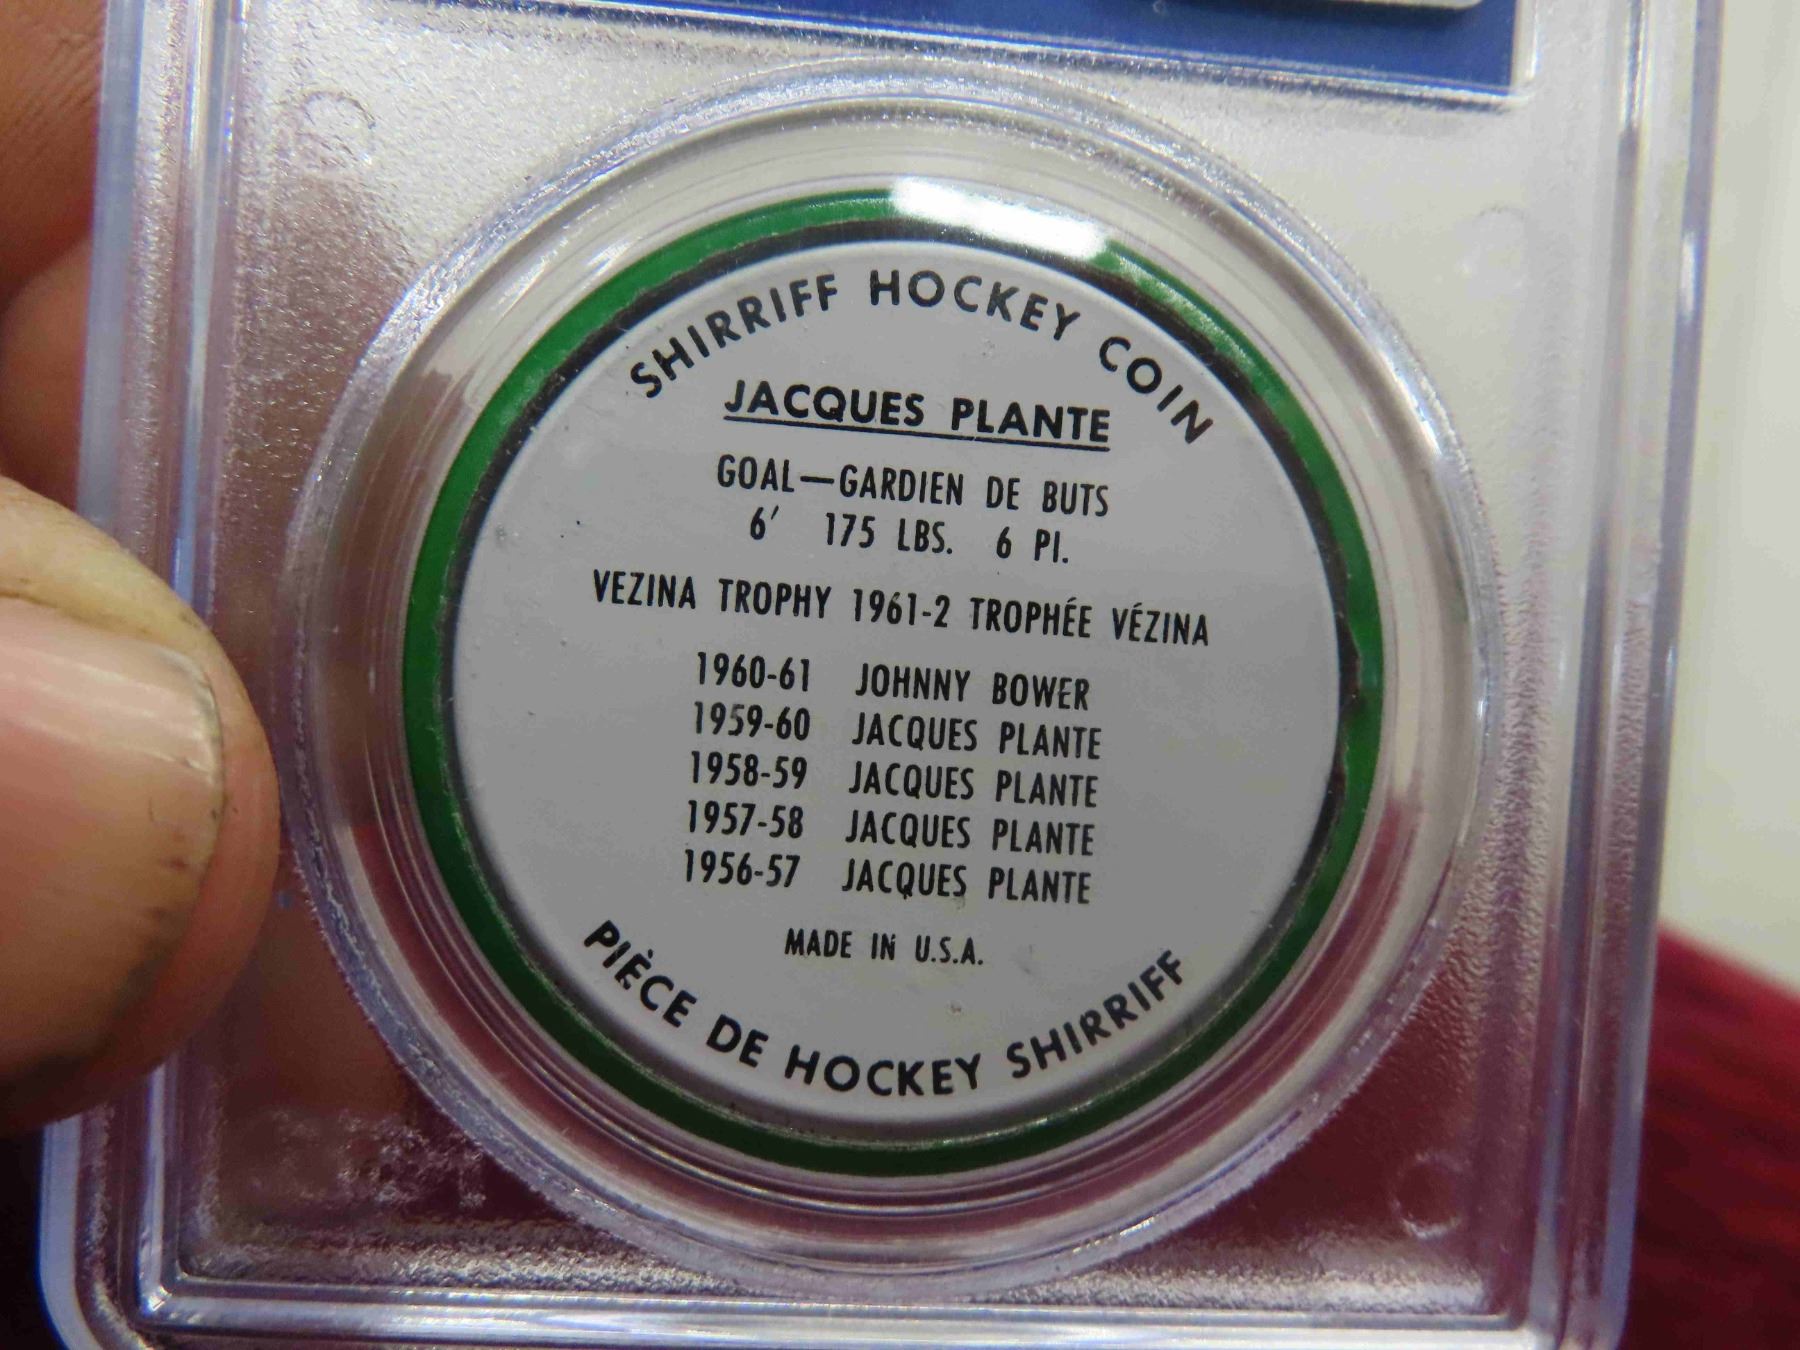 SHIRRIFF HOCKEY COIN
JACQUES PLANTE
GOAL—GARDIEN DE BUTS
6' 175 LBS. 6 PI.
VEZINA TROPHY 1961-2 TROPHÉE VÉZINA
1960-61 JOHNNY BOWER
1959-60 JACQUES PLANTE
1958-59 JACQUES PLANTE
1957-58 JACQUES PLANTE
1956-57 JACQUES PLANTE
MADE IN U.S.A.
PIÈCE DE HOCKEY SHIRRIFF